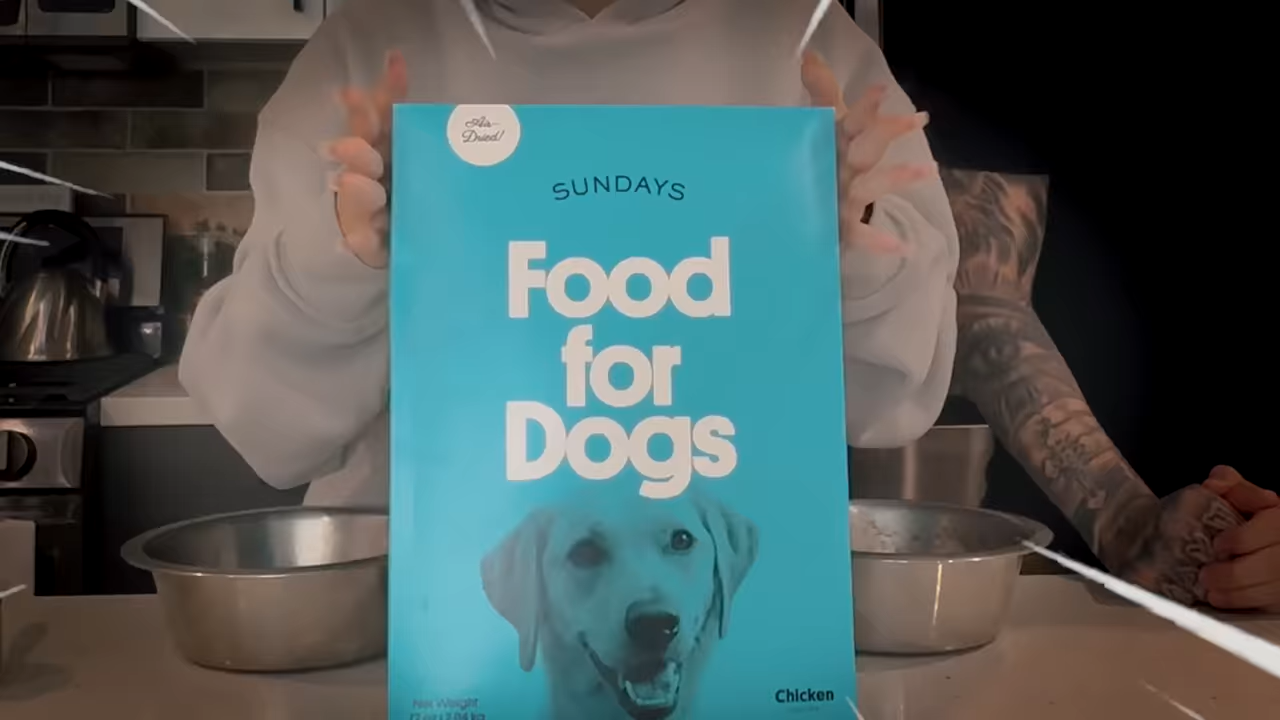 Air-
Dried!
SUNDAYS
Food
for
Dogs
Net Weight
Chicken